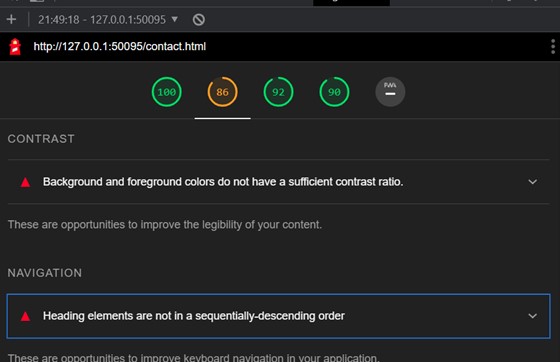 21:49:18 - 127.0.0.1:50095
http://127.0.0.1:50095/contact.html
100 86 92 90 PWA
CONTRAST
Background and foreground colors do not have a sufficient contrast ratio.
These are opportunities to improve the legibility of your content.
NAVIGATION
Heading elements are not in a sequentially-descending order
These are opportunities to improve keyboard navigation in your application.